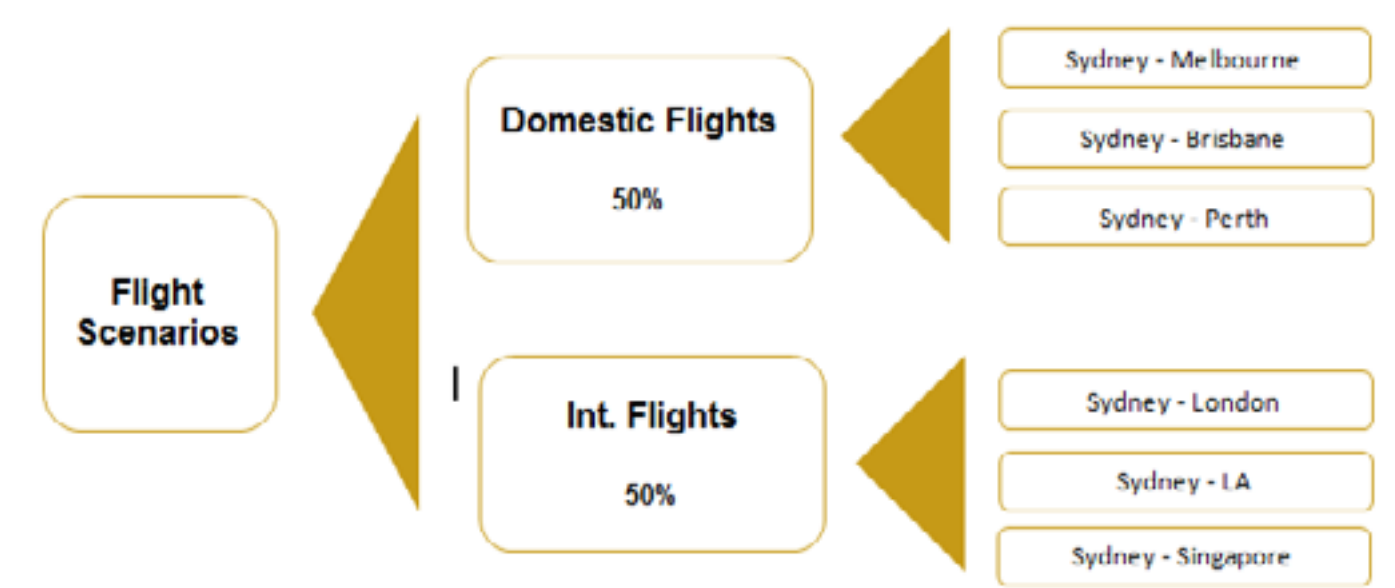 Flight
Scenarios
Domestic Flights
50%
Sydney - Melbourne
Sydney - Brisbane
Sydney - Perth
Int. Flights
50%
Sydney - London
Sydney - LA
Sydney - Singapore